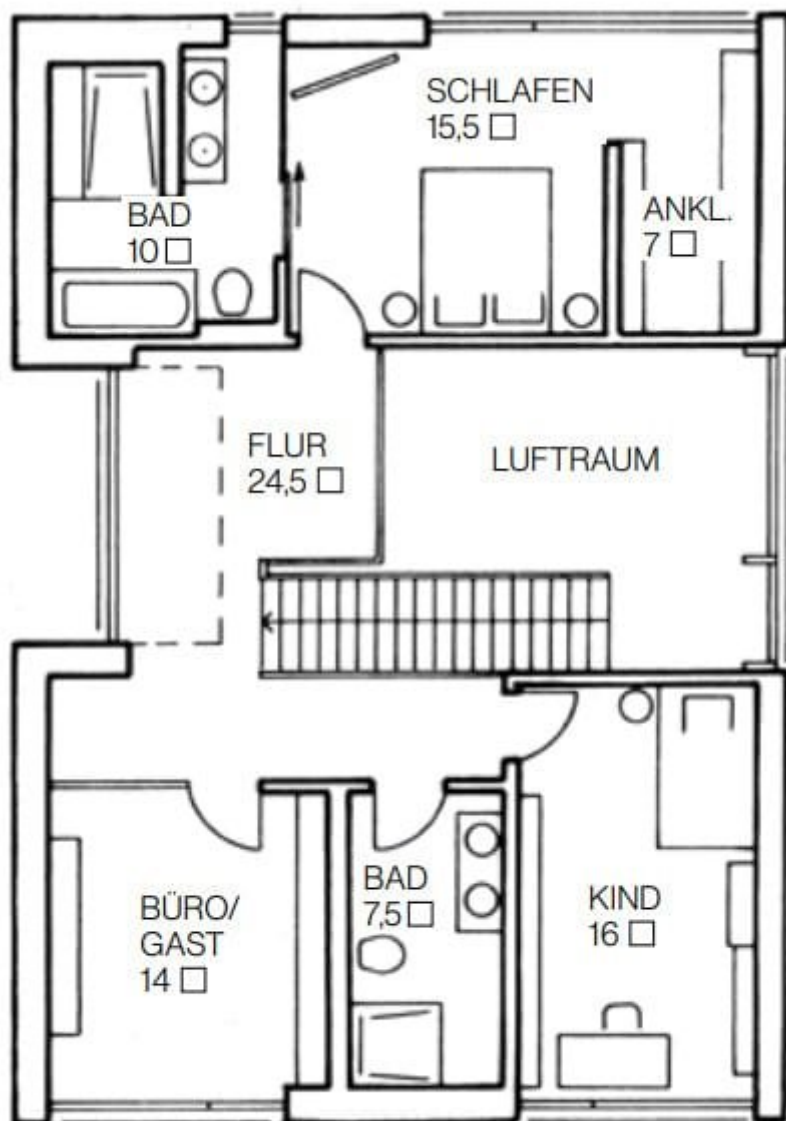 SCHLAFEN
15,5 □
BAD
10 □
ANKL.
7 □
FLUR
24,5 □
LUFTRAUM
BÜRO/
GAST
14 □
BAD
7,5 □
KIND
16 □